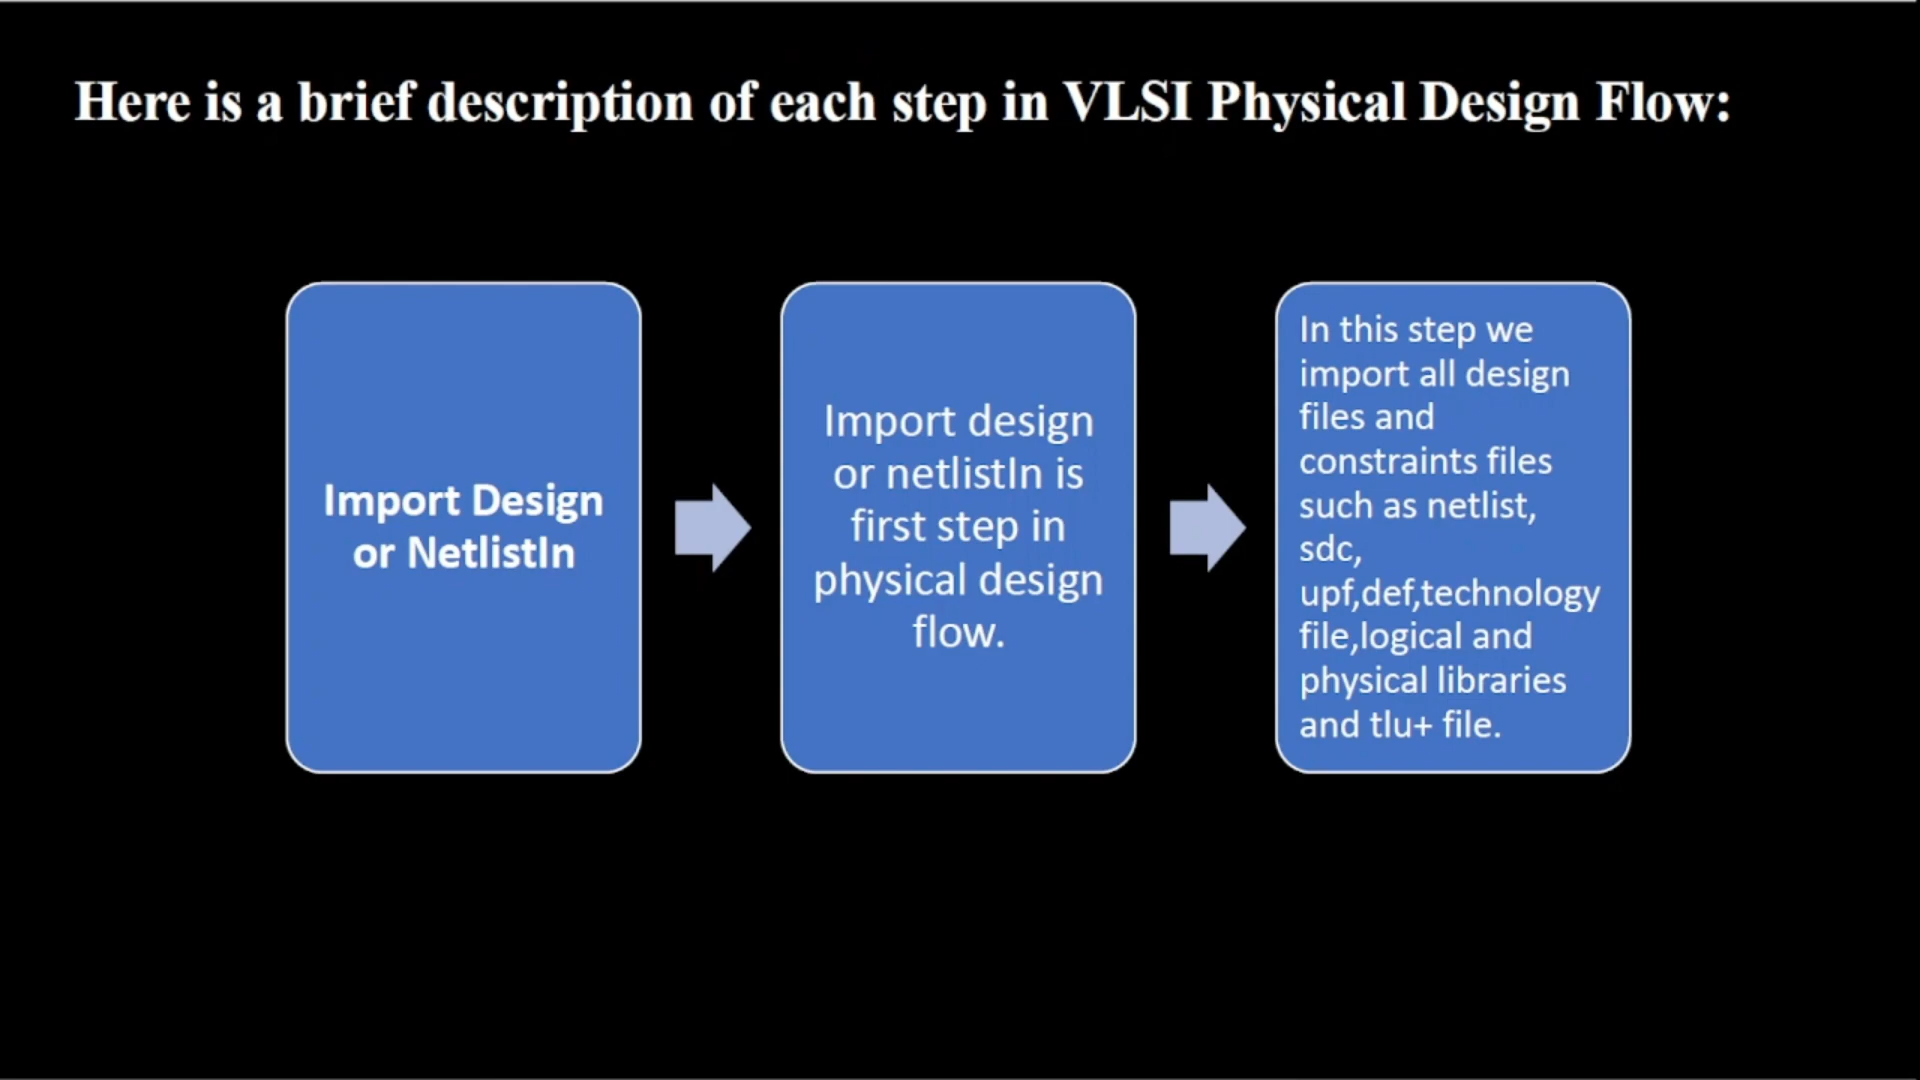 Here is a brief description of each step in VLSI Physical Design Flow:
Import Design
or NetlistIn
Import design
or netlistIn is
first step in
physical design
flow.
In this step we
import all design
files and
constraints files
such as netlist,
sdc,
upf,def,technology
file,logical and
physical libraries
and tlu+ file.